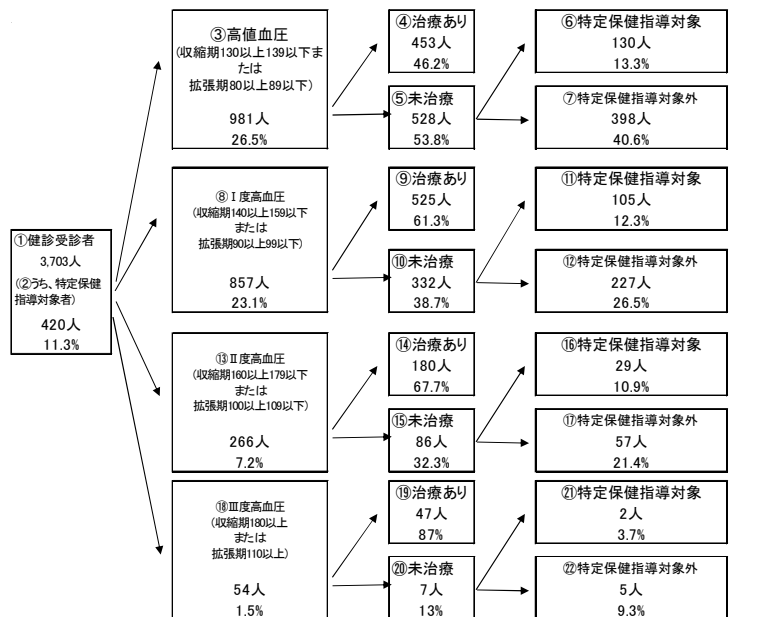 ①健診受診者
3,703人
(②うち、特定保健
指導対象者)
420人
11.3%
③高値血圧
(収縮期130以上139以下ま
たは
拡張期80以上89以下)
981人
26.5%
④治療あり
453人
46.2%
⑤未治療
528人
53.8%
⑥特定保健指導対象
130人
13.3%
⑦特定保健指導対象外
398人
40.6%
⑧Ⅰ度高血圧
(収縮期140以上159以下
または
拡張期90以上99以下)
857人
23.1%
⑨治療あり
525人
61.3%
⑩未治療
332人
38.7%
⑪特定保健指導対象
105人
12.3%
⑫特定保健指導対象外
227人
26.5%
⑬Ⅱ度高血圧
(収縮期160以上179以下
または
拡張期100以上109以下)
266人
7.2%
⑭治療あり
180人
67.7%
⑮未治療
86人
32.3%
⑯特定保健指導対象
29人
10.9%
⑰特定保健指導対象外
57人
21.4%
⑱Ⅲ度高血圧
(収縮期180以上
または
拡張期110以上)
54人
1.5%
⑲治療あり
47人
87%
⑳未治療
7人
13%
㉑特定保健指導対象
2人
3.7%
㉒特定保健指導対象外
5人
9.3%